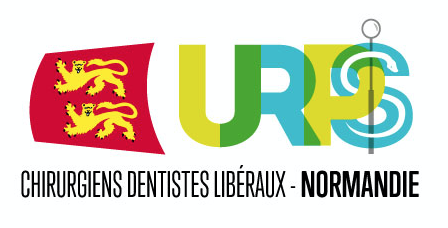 URPS
CHIRURGIENS DENTISTES LIBÉRAUX - NORMANDIE